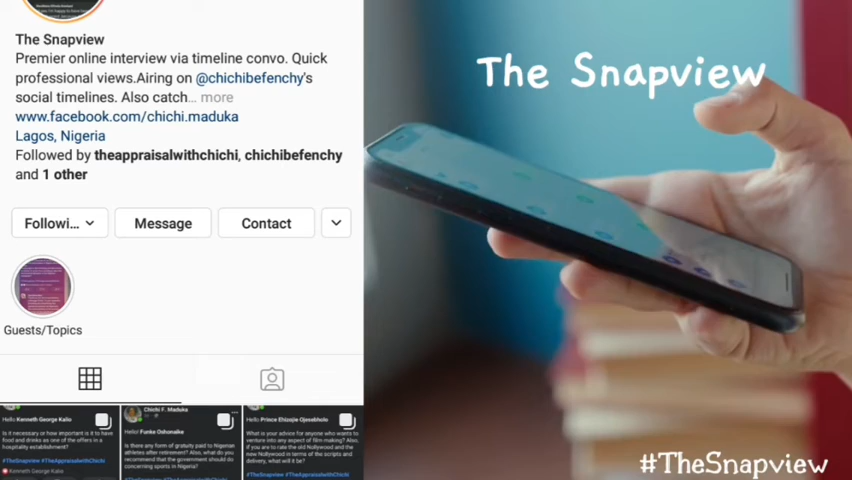 The Snapview
Premier online interview via timeline convo. Quick
professional views.Airing on @chichibefenchy's
social timelines. Also catch... more
www.facebook.com/chichi.maduka
Lagos, Nigeria
Followed by theappraisalwithchichi, chichibefenchy
and 1 other
Followi...
Message
Contact
Guests/Topics
Hello Kenneth George Kalio
Is it necessary or how important is it to have
food and drinks as one of the offers in a
hospitality establishment?
#TheSnapview #TheAppraisalwithChichi
Kenneth George Kalio
Chichi F. Maduka
Hello Funke Oshonaike
Is there any form of gratuity paid to Nigerian
athletes after retirement? Also, what do you
recommend that the government should do
concerning sports in Nigeria?
#TheSnapview #TheAppraisalwithChichi
Hello Prince Ehizojie Ojesebholo
What is your advice for anyone who wants to
venture into any aspect of film-making? Also,
if you are to rate the old Nollywood and the
new Nollywood in terms of the scripts and
delivery, what will it be?
#TheSnapview #TheAppraisalwithChichi
The Snapview
#TheSnapview